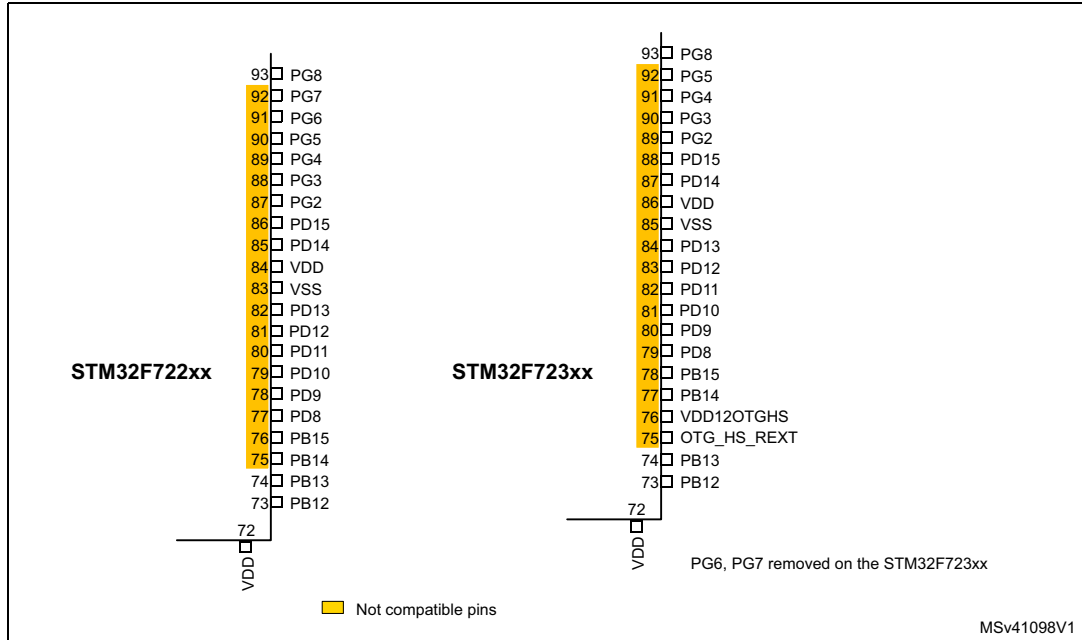 93 PG8
92 PG7
91 PG6
90 PG5
89 PG4
88 PG3
87 PG2
86 PD15
85 PD14
84 VDD
83 VSS
82 PD13
81 PD12
80 PD11
79 PD10
78 PD9
77 PD8
76 PB15
75 PB14
74 PB13
73 PB12
72
VDD
STM32F722xx
93 PG8
92 PG5
91 PG4
90 PG3
89 PG2
88 PD15
87 PD14
86 VDD
85 VSS
84 PD13
83 PD12
82 PD11
81 PD10
80 PD9
79 PD8
78 PB15
77 PB14
76 VDD12OTGHS
75 OTG_HS_REXT
74 PB13
73 PB12
72
VDD
STM32F723xx
PG6, PG7 removed on the STM32F723xx
Not compatible pins
MSv41098V1